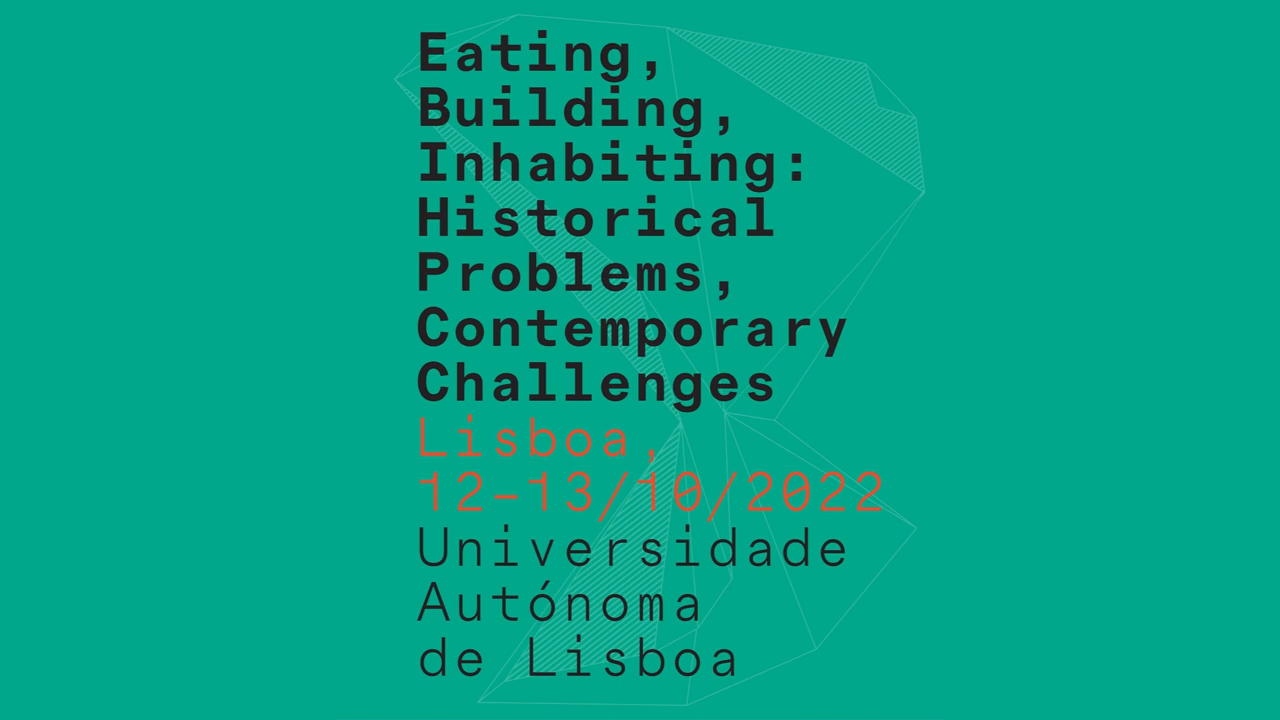 Eating,
Building,
Inhabiting:
Historical
Problems,
Contemporary
Challenges
Lisboa,
12–13/10/2022
Universidade
Autónoma
de Lisboa